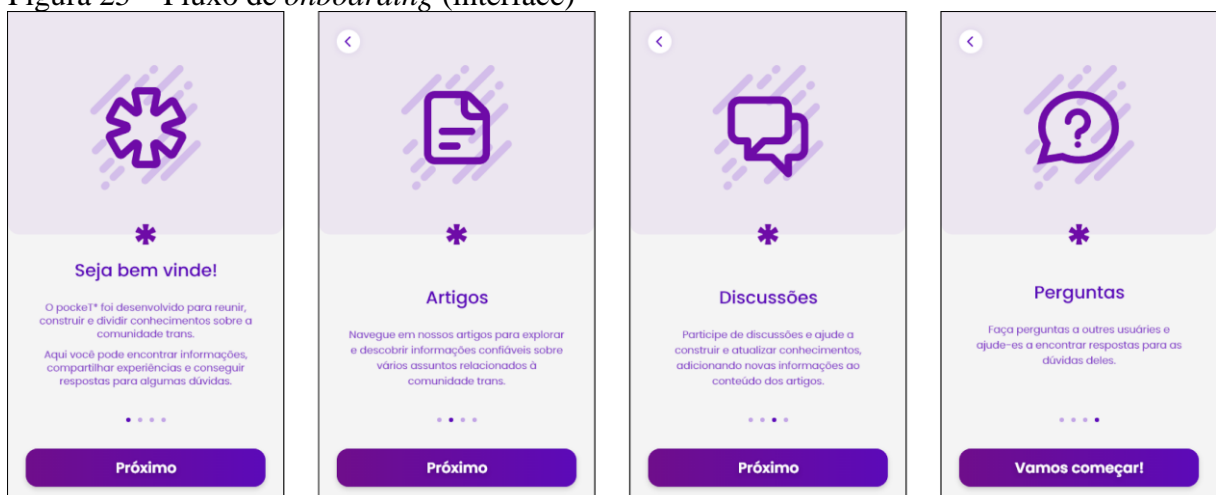 Figura 23 – Fluxo de onboarding (interface)
Seja bem vinde!
O pockeT* foi desenvolvido para reunir,
construir e dividir conhecimentos sobre a
comunidade trans.
Aqui você pode encontrar informações,
compartilhar experiências e conseguir
respostas para algumas dúvidas.
Próximo
Artigos
Navegue em nossos artigos para explorar
e descobrir informações confiáveis sobre
vários assuntos relacionados à
comunidade trans.
Próximo
Discussões
Participe de discussões e ajude a
construir e atualizar conhecimentos,
adicionando novas informações ao
conteúdo dos artigos.
Próximo
Perguntas
Faça perguntas a outres usuáries e
ajude-es a encontrar respostas para as
dúvidas deles.
Vamos começar!